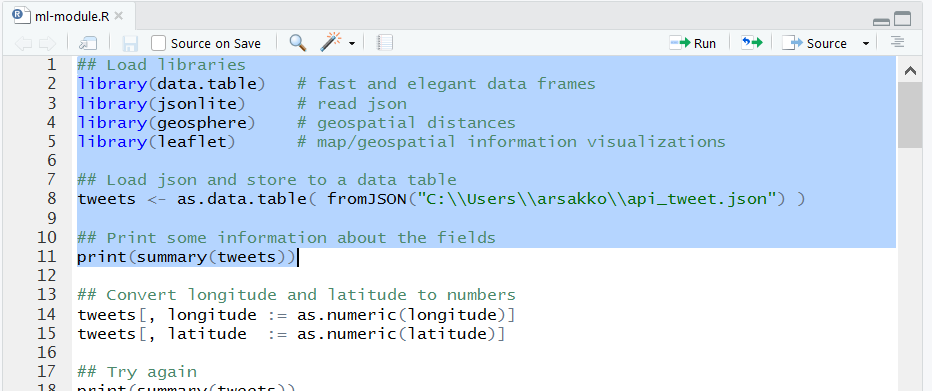 ml-module.R
Source on Save
Run
Source
1 ## Load libraries
2 library(data.table)   # fast and elegant data frames
3 library(jsonlite)     # read json
4 library(geosphere)    # geospatial distances
5 library(leaflet)      # map/geospatial information visualizations
6
7 ## Load json and store to a data table
8 tweets <- as.data.table( fromJSON("C:\\Users\\arsakko\\api_tweet.json") )
9
10 ## Print some information about the fields
11 print(summary(tweets))
12
13 ## Convert longitude and latitude to numbers
14 tweets[, longitude := as.numeric(longitude)]
15 tweets[, latitude  := as.numeric(latitude)]
16
17 ## Try again
18 print(summary(tweets))